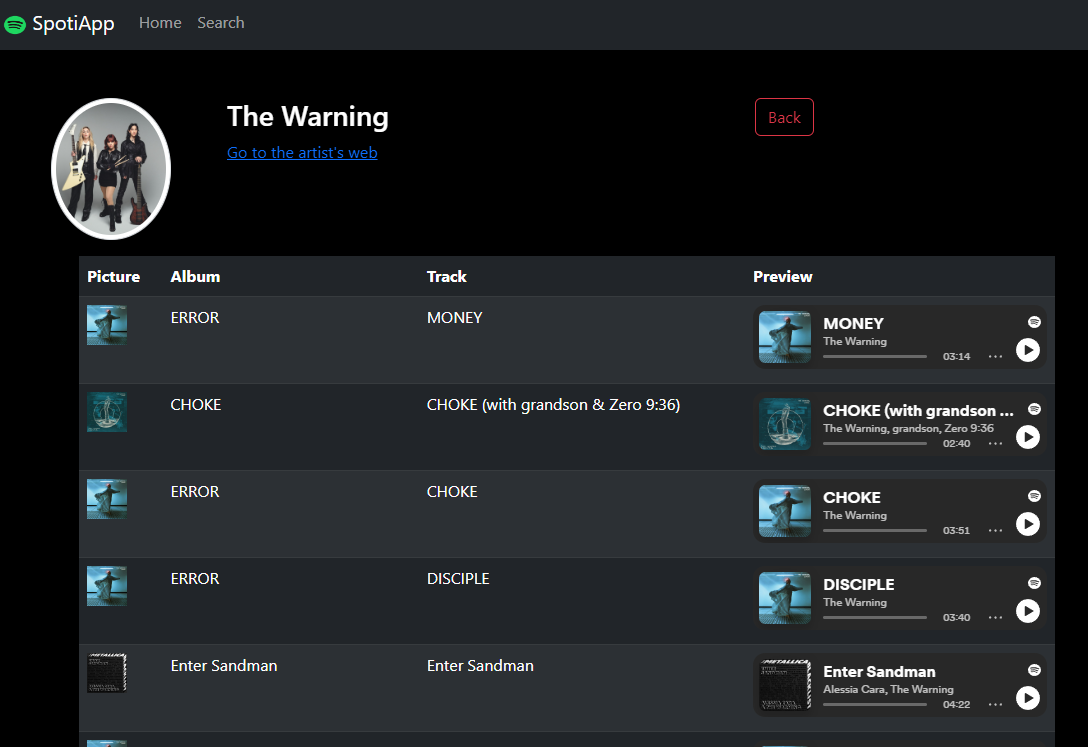 SpotiApp Home Search
The Warning
Back
Go to the artist's web
Picture Album Track Preview
ERROR MONEY
MONEY
The Warning
03:14
CHOKE CHOKE (with grandson & Zero 9:36)
CHOKE (with grandson ...
The Warning, grandson, Zero 9:36
02:40
ERROR CHOKE
CHOKE
The Warning
03:51
ERROR DISCIPLE
DISCIPLE
The Warning
03:40
METALLICA
Enter Sandman Enter Sandman
METALLICA
Enter Sandman
Alessia Cara, The Warning
04:22